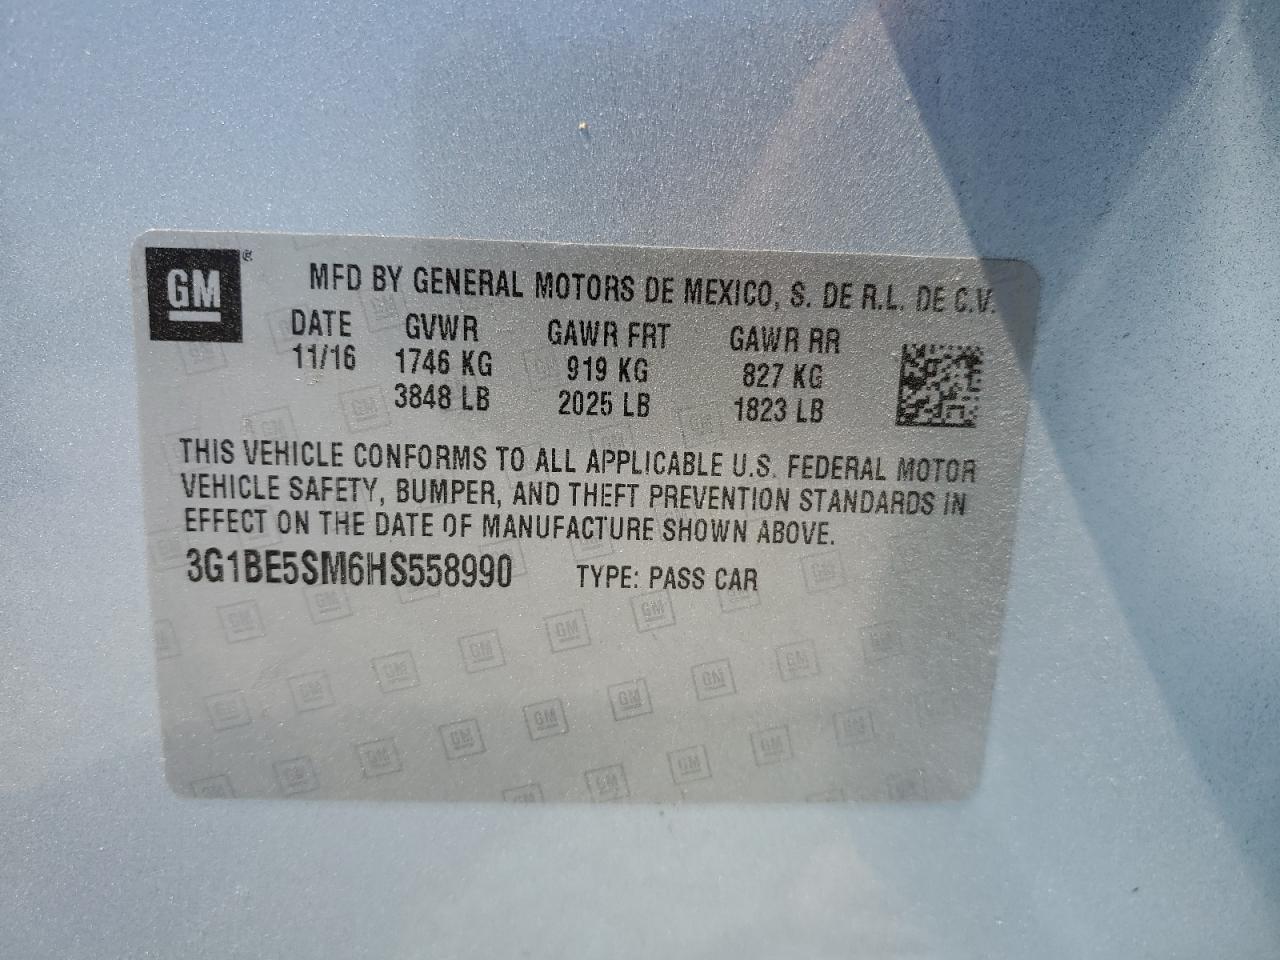 GM®
MFD BY GENERAL MOTORS DE MEXICO, S. DE R.L. DE C.V.
DATE GVWR GAWR FRT GAWR RR
11/16 1746 KG 919 KG 827 KG
3848 LB 2025 LB 1823 LB
THIS VEHICLE CONFORMS TO ALL APPLICABLE U.S. FEDERAL MOTOR
VEHICLE SAFETY, BUMPER, AND THEFT PREVENTION STANDARDS IN
EFFECT ON THE DATE OF MANUFACTURE SHOWN ABOVE.
3G1BE5SM6HS558990 TYPE: PASS CAR